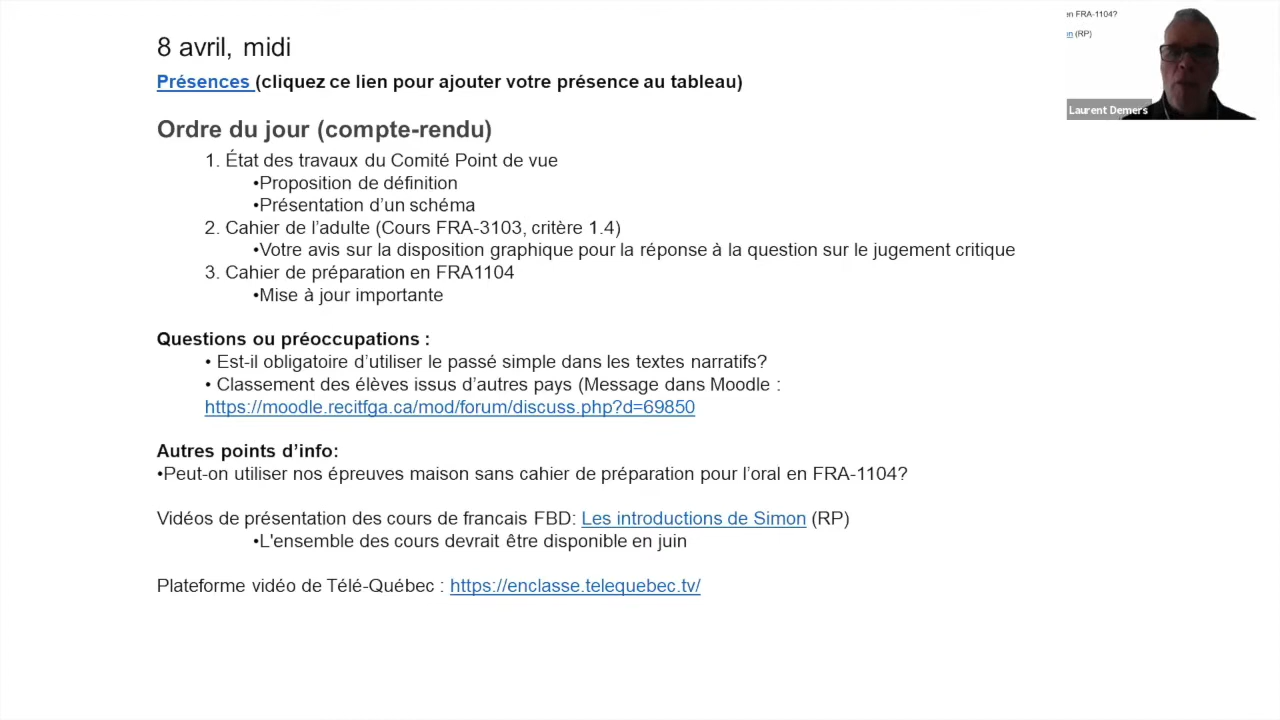 8 avril, midi
Présences (cliquez ce lien pour ajouter votre présence au tableau)
Ordre du jour (compte-rendu)
1. État des travaux du Comité Point de vue
•Proposition de définition
•Présentation d’un schéma
2. Cahier de l’adulte (Cours FRA-3103, critère 1.4)
•Votre avis sur la disposition graphique pour la réponse à la question sur le jugement critique
3. Cahier de préparation en FRA1104
•Mise à jour importante
Questions ou préoccupations :
• Est-il obligatoire d’utiliser le passé simple dans les textes narratifs?
• Classement des élèves issus d’autres pays (Message dans Moodle :
https://moodle.recitfga.ca/mod/forum/discuss.php?d=69850
Autres points d’info:
•Peut-on utiliser nos épreuves maison sans cahier de préparation pour l’oral en FRA-1104?
Vidéos de présentation des cours de francais FBD: Les introductions de Simon (RP)
•L'ensemble des cours devrait être disponible en juin
Plateforme vidéo de Télé-Québec : https://enclasse.telequebec.tv/
en FRA-1104?
(RP)
Laurent Demers